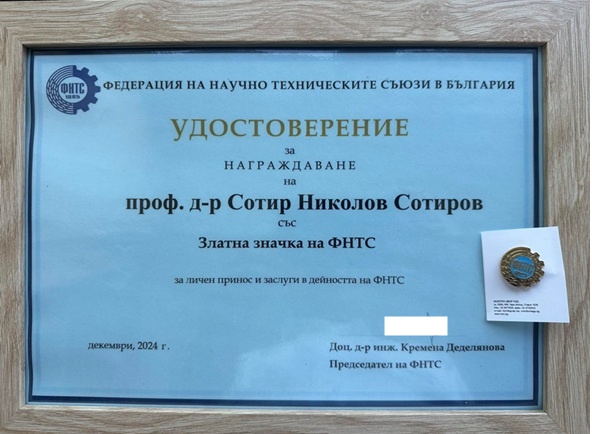 ФНТС
ФЕДЕРАЦИЯ НА НАУЧНО ТЕХНИЧЕСКИТЕ СЪЮЗИ В БЪЛГАРИЯ
УДОСТОВЕРЕНИЕ
за
НАГРАЖДАВАНЕ
на
проф. д-р Сотир Николов Сотиров
със
Златна значка на ФНТС
за личен принос и заслуги в дейността на ФНТС
декември, 2024 г.
Доц. д-р инж. Кремена Деделянова
Председател на ФНТС
ФНТС